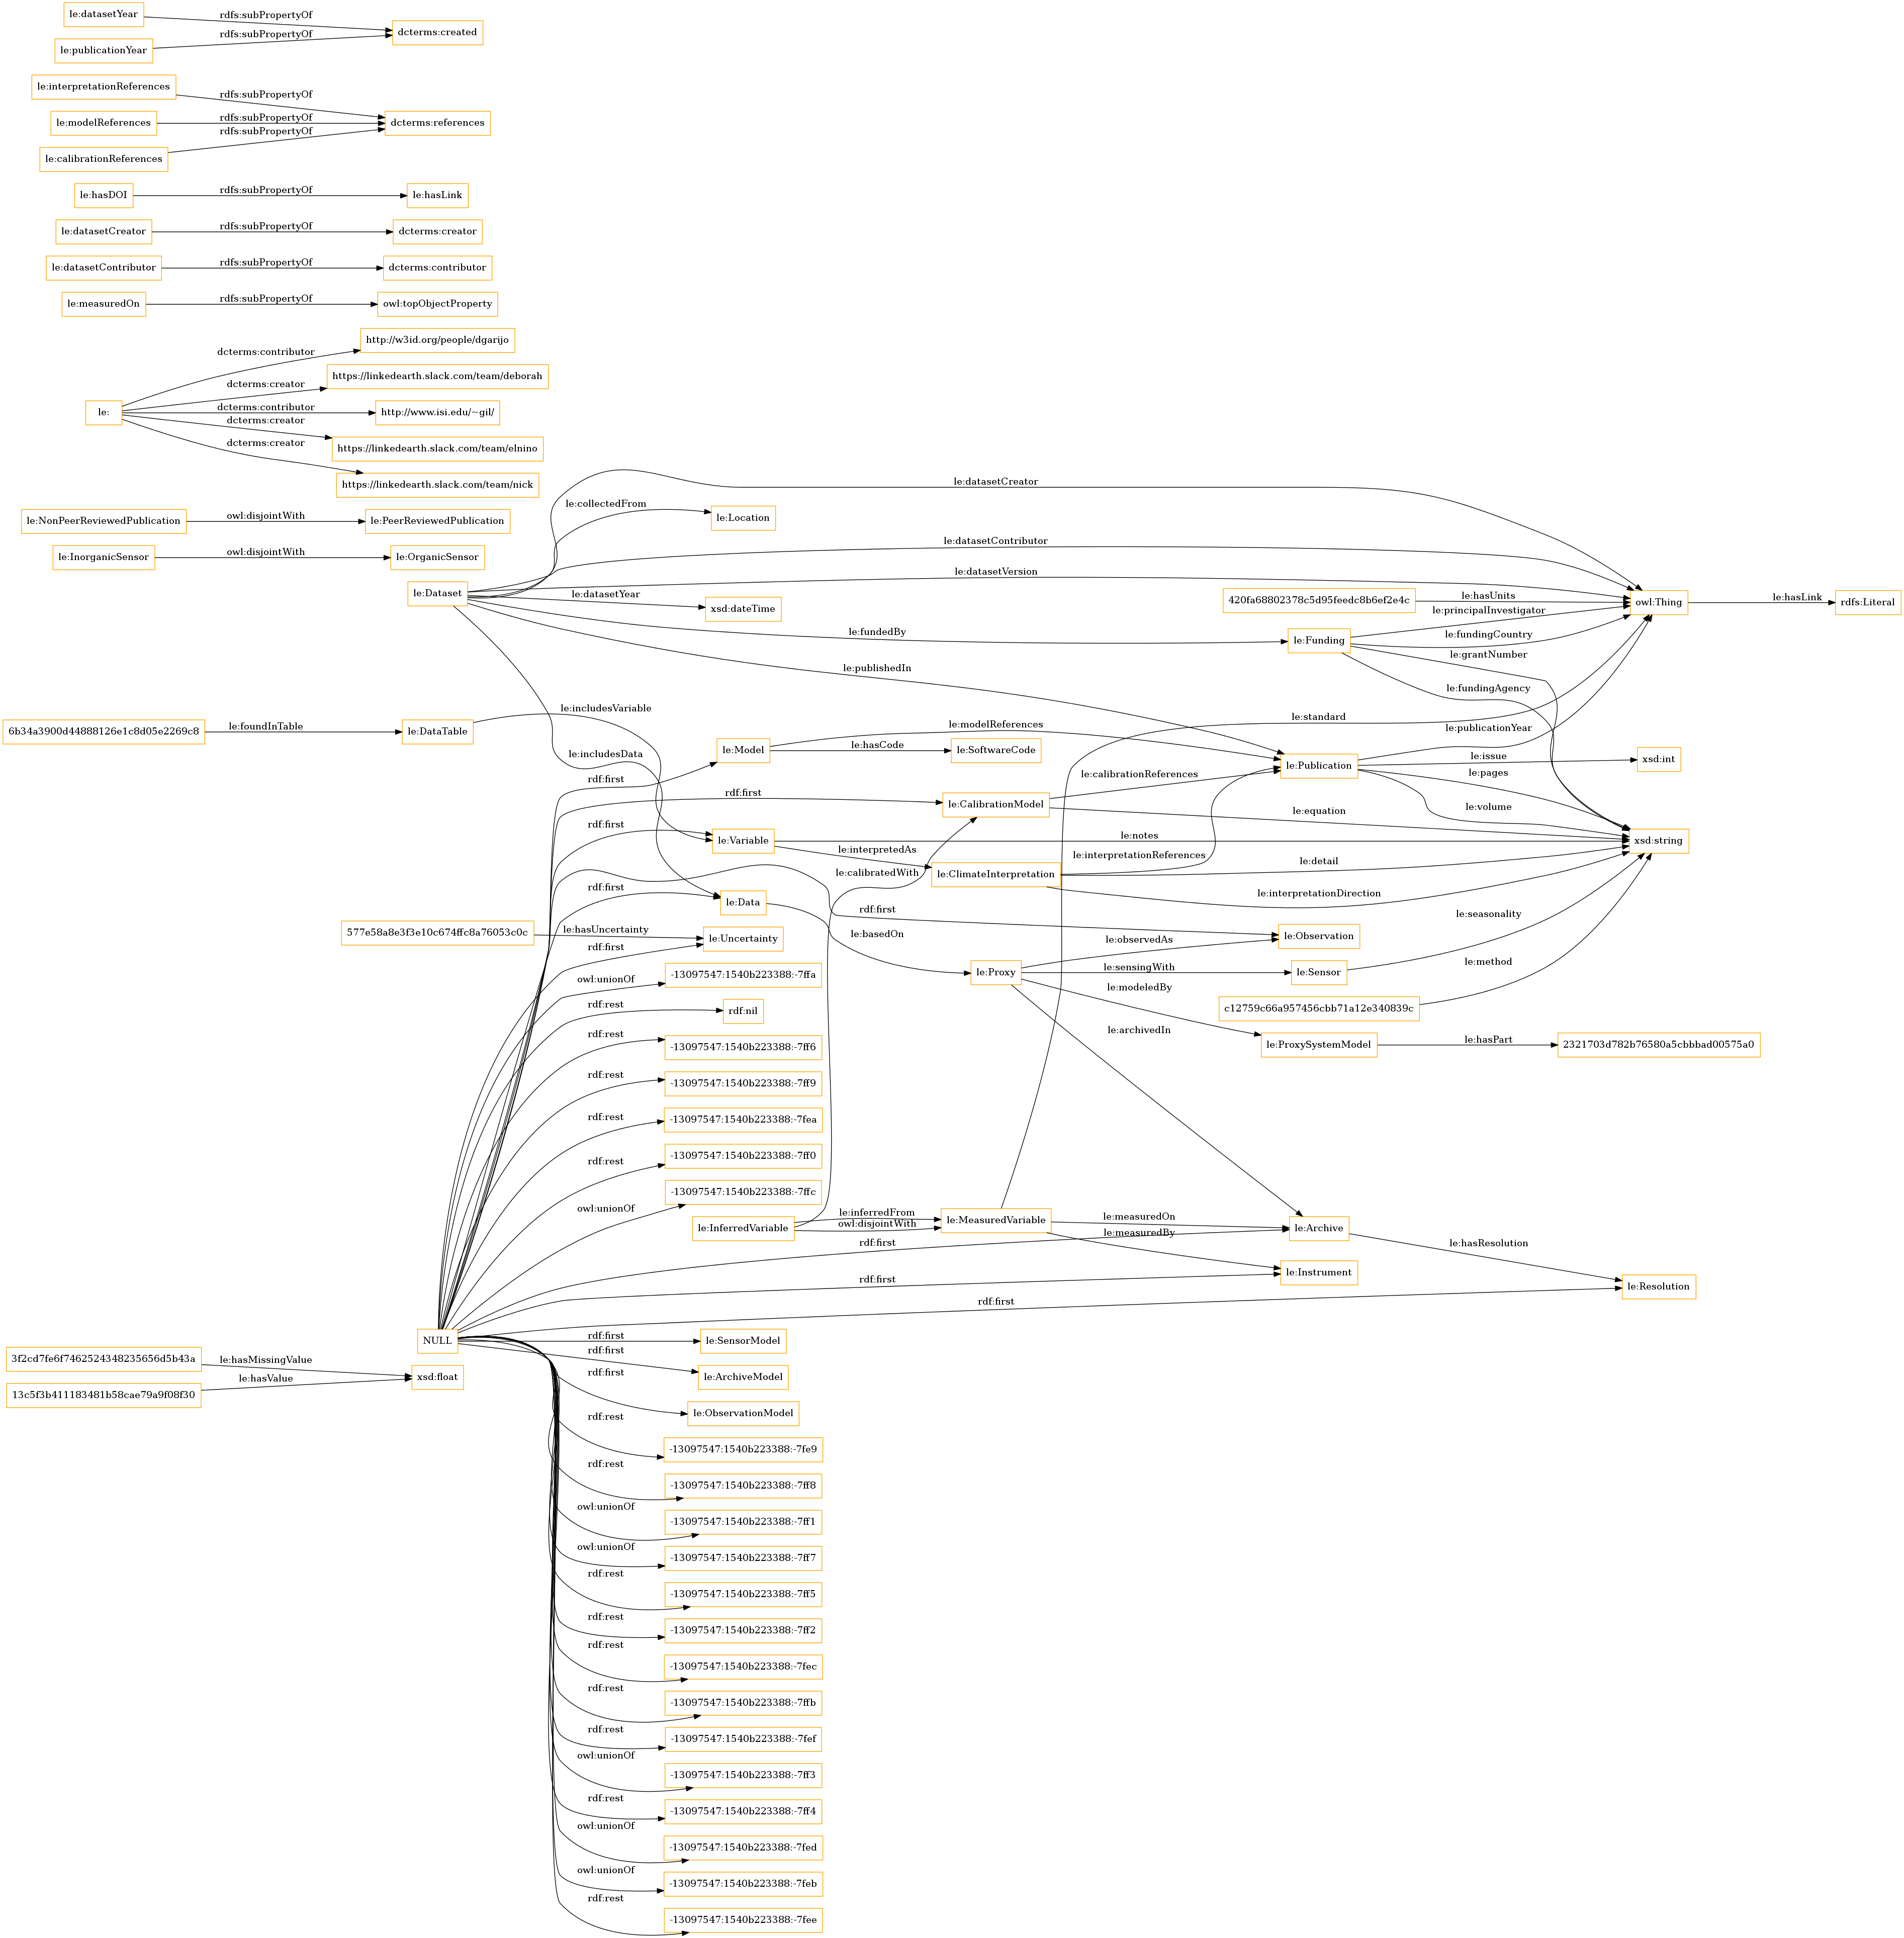 le:datasetYear
rdfs:subPropertyOf
dcterms:created
rdfs:subPropertyOf
le:publicationYear
le:interpretationReferences
rdfs:subPropertyOf
le:modelReferences
rdfs:subPropertyOf
dcterms:references
rdfs:subPropertyOf
le:calibrationReferences
le:hasDOI
rdfs:subPropertyOf
le:hasLink
le:datasetCreator
rdfs:subPropertyOf
dcterms:creator
le:datasetContributor
rdfs:subPropertyOf
dcterms:contributor
le:measuredOn
rdfs:subPropertyOf
owl:topObjectProperty
http://w3id.org/people/dgarijo
dcterms:contributor
https://linkedearth.slack.com/team/deborah
dcterms:creator
le:
dcterms:contributor
http://www.isi.edu/~gil/
dcterms:creator
https://linkedearth.slack.com/team/elnino
dcterms:creator
https://linkedearth.slack.com/team/nick
le:datasetCreator
le:collectedFrom
le:Location
le:NonPeerReviewedPublication
owl:disjointWith
le:PeerReviewedPublication
le:datasetContributor
le:InorganicSensor
owl:disjointWith
le:OrganicSensor
le:datasetVersion
le:Dataset
le:datasetYear
xsd:dateTime
420fa68802378c5d95feedc8b6ef2e4c
le:hasUnits
owl:Thing
le:hasLink
rdfs:Literal
le:principalInvestigator
le:fundedBy
le:Funding
le:fundingCountry
le:grantNumber
le:publishedIn
le:fundingAgency
le:includesVariable
le:standard
6b34a3900d44888126e1c8d05e2269c8
le:foundInTable
le:DataTable
le:modelReferences
le:publicationYear
le:includesData
le:Model
le:hasCode
le:SoftwareCode
le:issue
xsd:int
le:Publication
rdf:first
le:calibrationReferences
le:pages
rdf:first
le:CalibrationModel
le:volume
le:equation
rdf:first
le:Variable
le:notes
xsd:string
le:interpretedAs
le:interpretationReferences
le:detail
le:calibratedWith
le:ClimateInterpretation
rdf:first
le:interpretationDirection
le:Data
rdf:first
577e58a8e3f3e10c674ffc8a76053c0c
le:hasUncertainty
le:Uncertainty
le:basedOn
le:observedAs
le:Observation
le:seasonality
rdf:first
owl:unionOf
-13097547:1540b223388:-7ffa
le:Proxy
le:sensingWith
le:Sensor
le:method
le:modeledBy
rdf:rest
rdf:nil
c12759c66a957456cbb71a12e340839c
le:archivedIn
rdf:rest
-13097547:1540b223388:-7ff6
le:ProxySystemModel
le:hasPart
2321703d782b76580a5cbbbad00575a0
rdf:rest
-13097547:1540b223388:-7ff9
rdf:rest
-13097547:1540b223388:-7fea
rdf:rest
-13097547:1540b223388:-7ff0
owl:unionOf
-13097547:1540b223388:-7ffc
le:InferredVariable
le:inferredFrom
owl:disjointWith
le:MeasuredVariable
le:measuredOn
le:Archive
le:measuredBy
rdf:first
le:hasResolution
rdf:first
le:Instrument
rdf:first
le:Resolution
NULL
rdf:first
le:SensorModel
rdf:first
le:ArchiveModel
3f2cd7fe6f7462524348235656d5b43a
le:hasMissingValue
xsd:float
13c5f3b411183481b58cae79a9f08f30
le:hasValue
rdf:first
le:ObservationModel
rdf:rest
-13097547:1540b223388:-7fe9
rdf:rest
-13097547:1540b223388:-7ff8
owl:unionOf
-13097547:1540b223388:-7ff1
owl:unionOf
-13097547:1540b223388:-7ff7
rdf:rest
-13097547:1540b223388:-7ff5
rdf:rest
-13097547:1540b223388:-7ff2
rdf:rest
-13097547:1540b223388:-7fec
rdf:rest
-13097547:1540b223388:-7ffb
rdf:rest
-13097547:1540b223388:-7fef
owl:unionOf
-13097547:1540b223388:-7ff3
rdf:rest
-13097547:1540b223388:-7ff4
owl:unionOf
-13097547:1540b223388:-7fed
owl:unionOf
-13097547:1540b223388:-7feb
rdf:rest
-13097547:1540b223388:-7fee